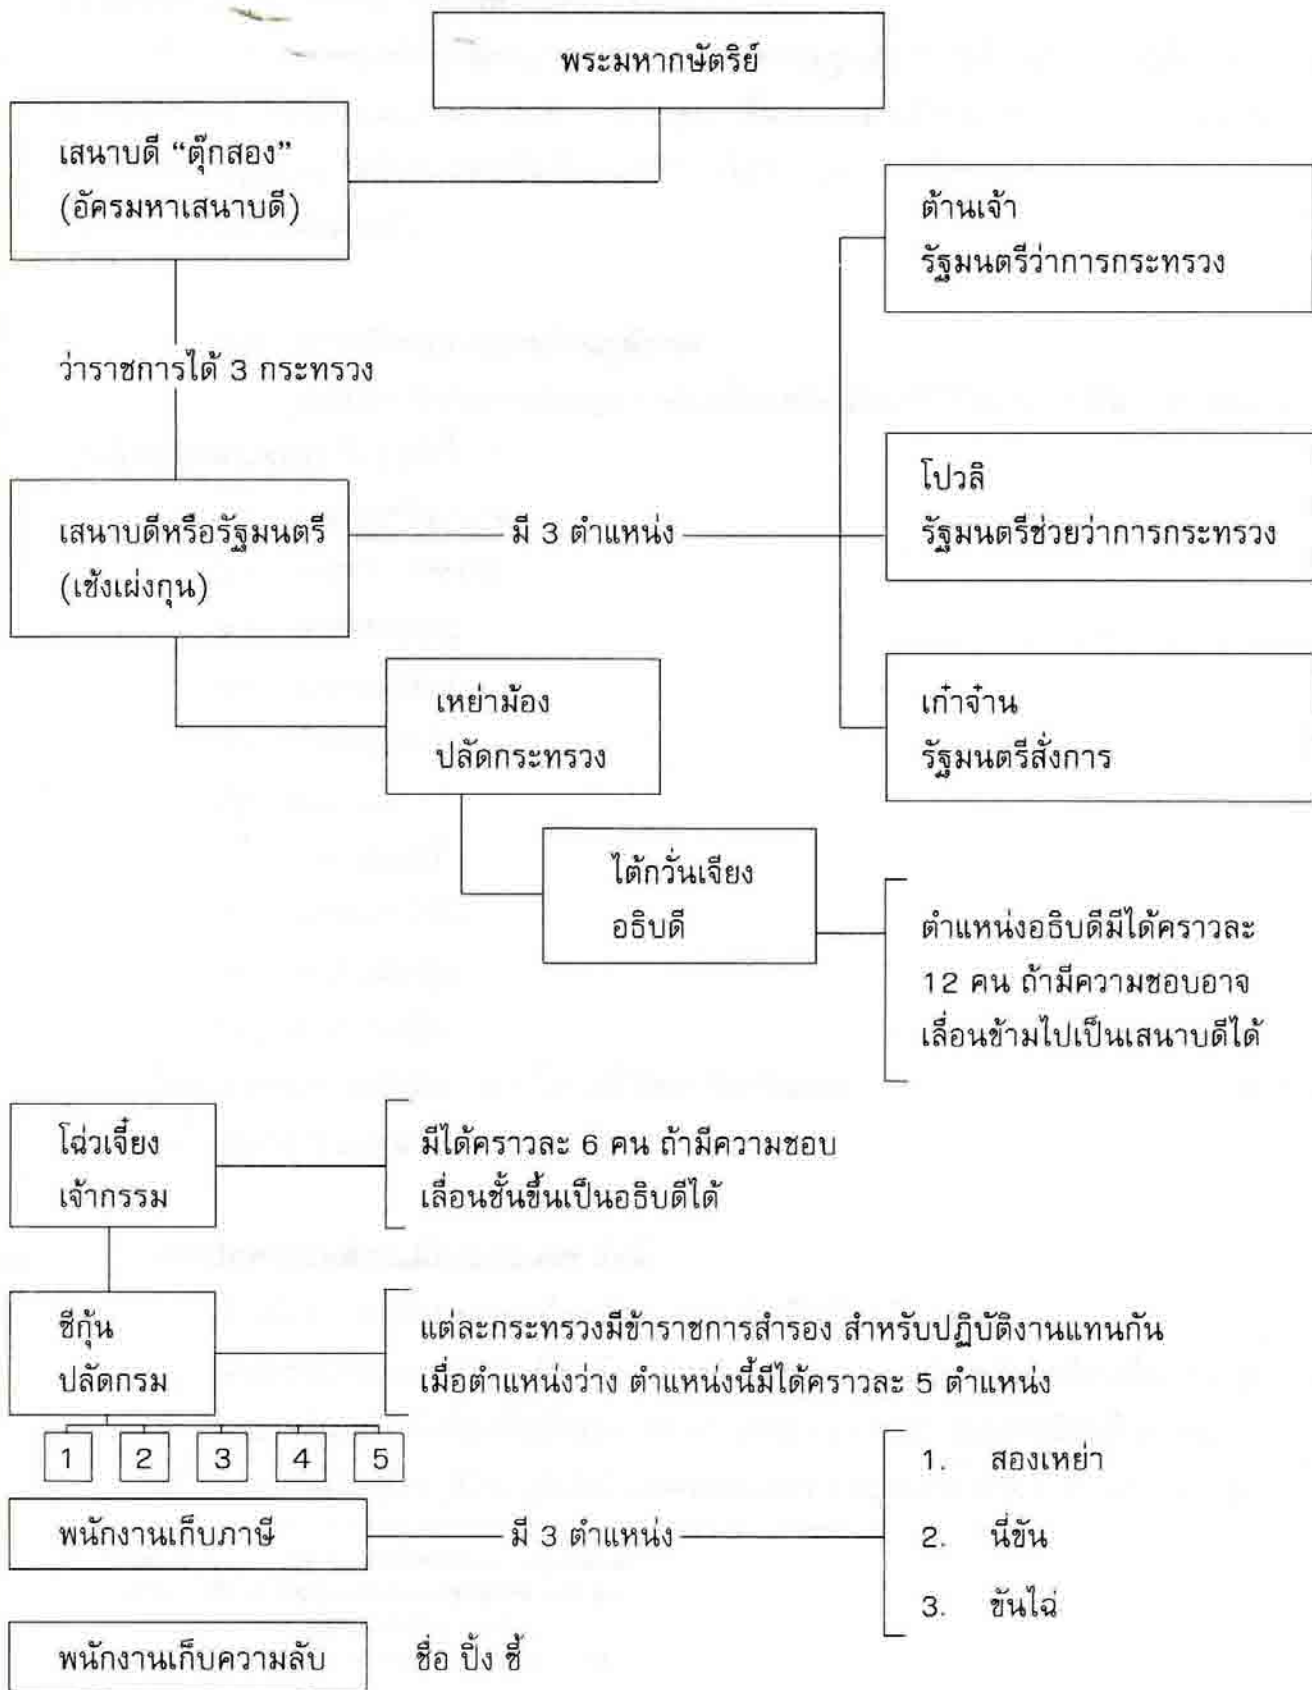 พระมหากษัตริย์
เสนาบดี “ตุ๊กสอง”
(อัครมหาเสนาบดี)
ต้านเจ้า
รัฐมนตรีว่าการกระทรวง
ว่าราชการได้ 3 กระทรวง
โปวลิ
รัฐมนตรีช่วยว่าการกระทรวง
เสนาบดีหรือรัฐมนตรี
(เช้งเผ่งกุน)
มี 3 ตำแหน่ง
เก๋าจ๋าน
รัฐมนตรีสั่งการ
เหย่าม้อง
ปลัดกระทรวง
ไต้กวั่นเจียง
อธิบดี
ตำแหน่งอธิบดีมีได้คราวละ
12 คน ถ้ามีความชอบอาจ
เลื่อนข้ามไปเป็นเสนาบดีได้
โฉ่วเจี๋ยง
เจ้ากรรม
มีได้คราวละ 6 คน ถ้ามีความชอบ
เลื่อนชั้นขึ้นเป็นอธิบดีได้
ชีกุ้น
ปลัดกรม
แต่ละกระทรวงมีข้าราชการสำรอง สำหรับปฏิบัติงานแทนกัน
เมื่อตำแหน่งว่าง ตำแหน่งนี้มีได้คราวละ 5 ตำแหน่ง
1 2 3 4 5
พนักงานเก็บภาษี
มี 3 ตำแหน่ง
1. สองเหย่า
2. นี่ขัน
3. ขันไฉ่
พนักงานเก็บความลับ ชื่อ ปิ้ง ชี้